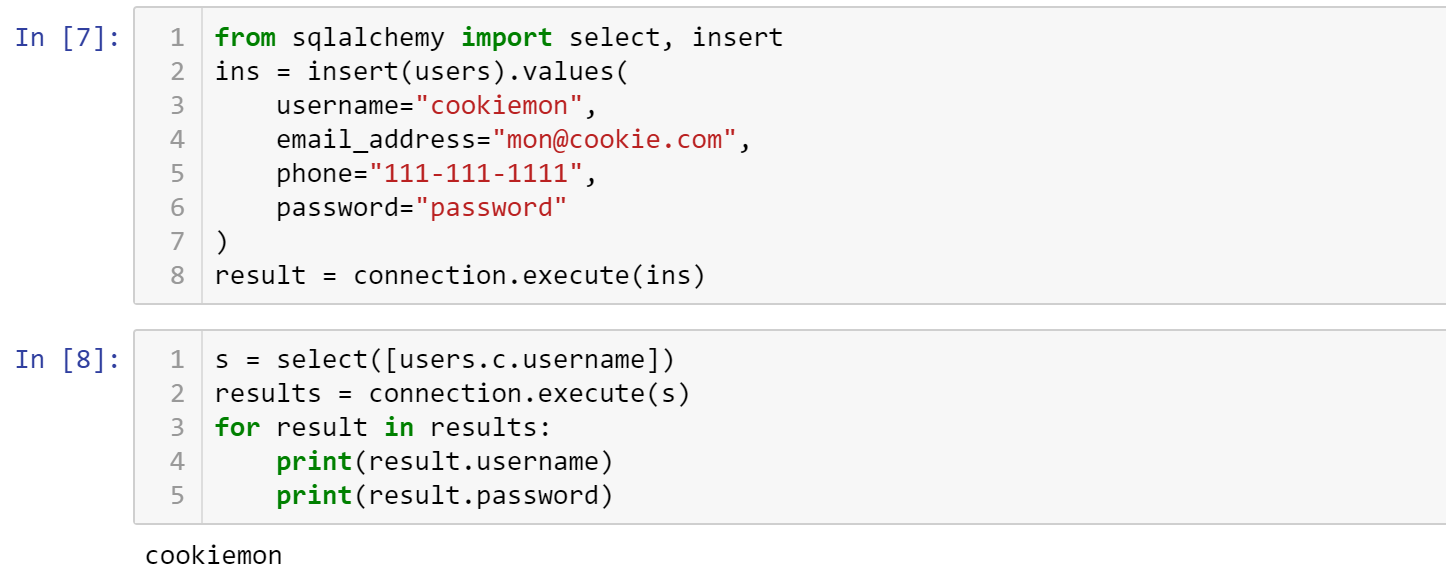 In [7]:
1 from sqlalchemy import select, insert
2 ins = insert(users).values(
3     username="cookiemon",
4     email_address="mon@cookie.com",
5     phone="111-111-1111",
6     password="password"
7 )
8 result = connection.execute(ins)
In [8]:
1 s = select([users.c.username])
2 results = connection.execute(s)
3 for result in results:
4     print(result.username)
5     print(result.password)
cookiemon